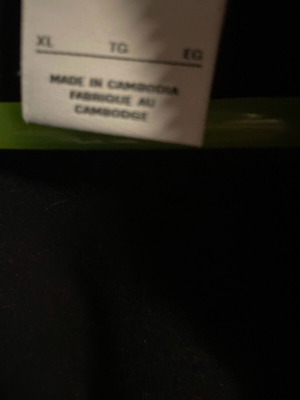 XL TG EG
MADE IN CAMBODIA
FABRIQUE AU
CAMBODGE